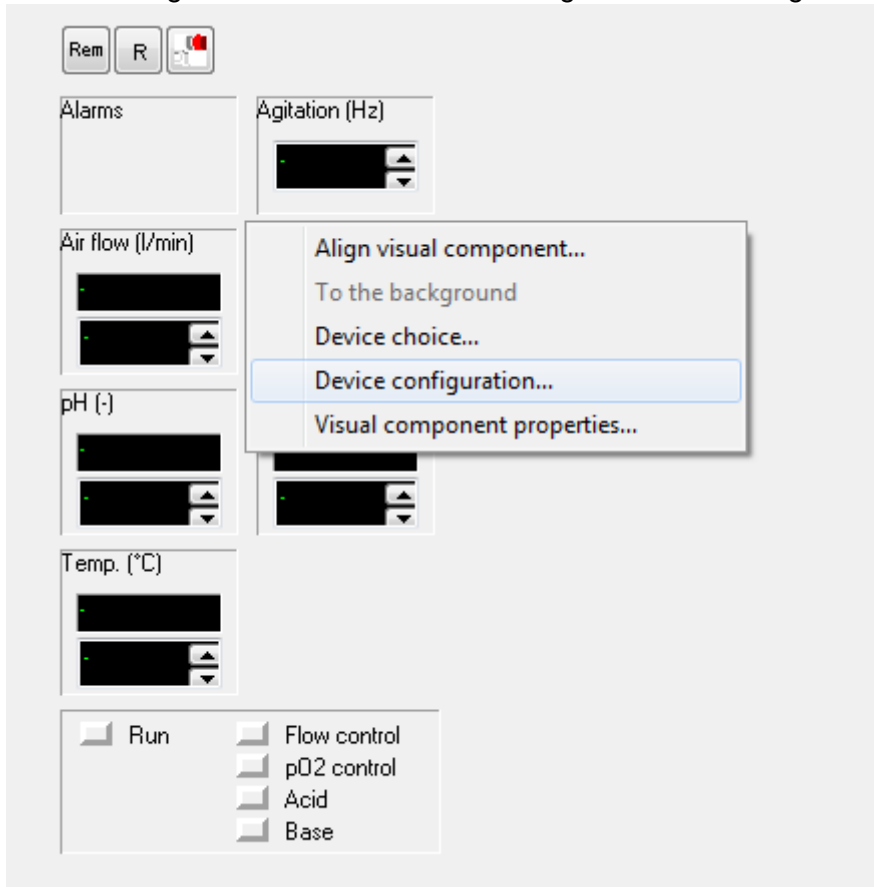 Rem R
Alarms
Agitation (Hz)
-
Air flow (l/min)
-
-
Align visual component...
To the background
Device choice...
Device configuration...
Visual component properties...
pH (-)
-
-
-
Temp. (°C)
-
-
Run
Flow control
pO2 control
Acid
Base